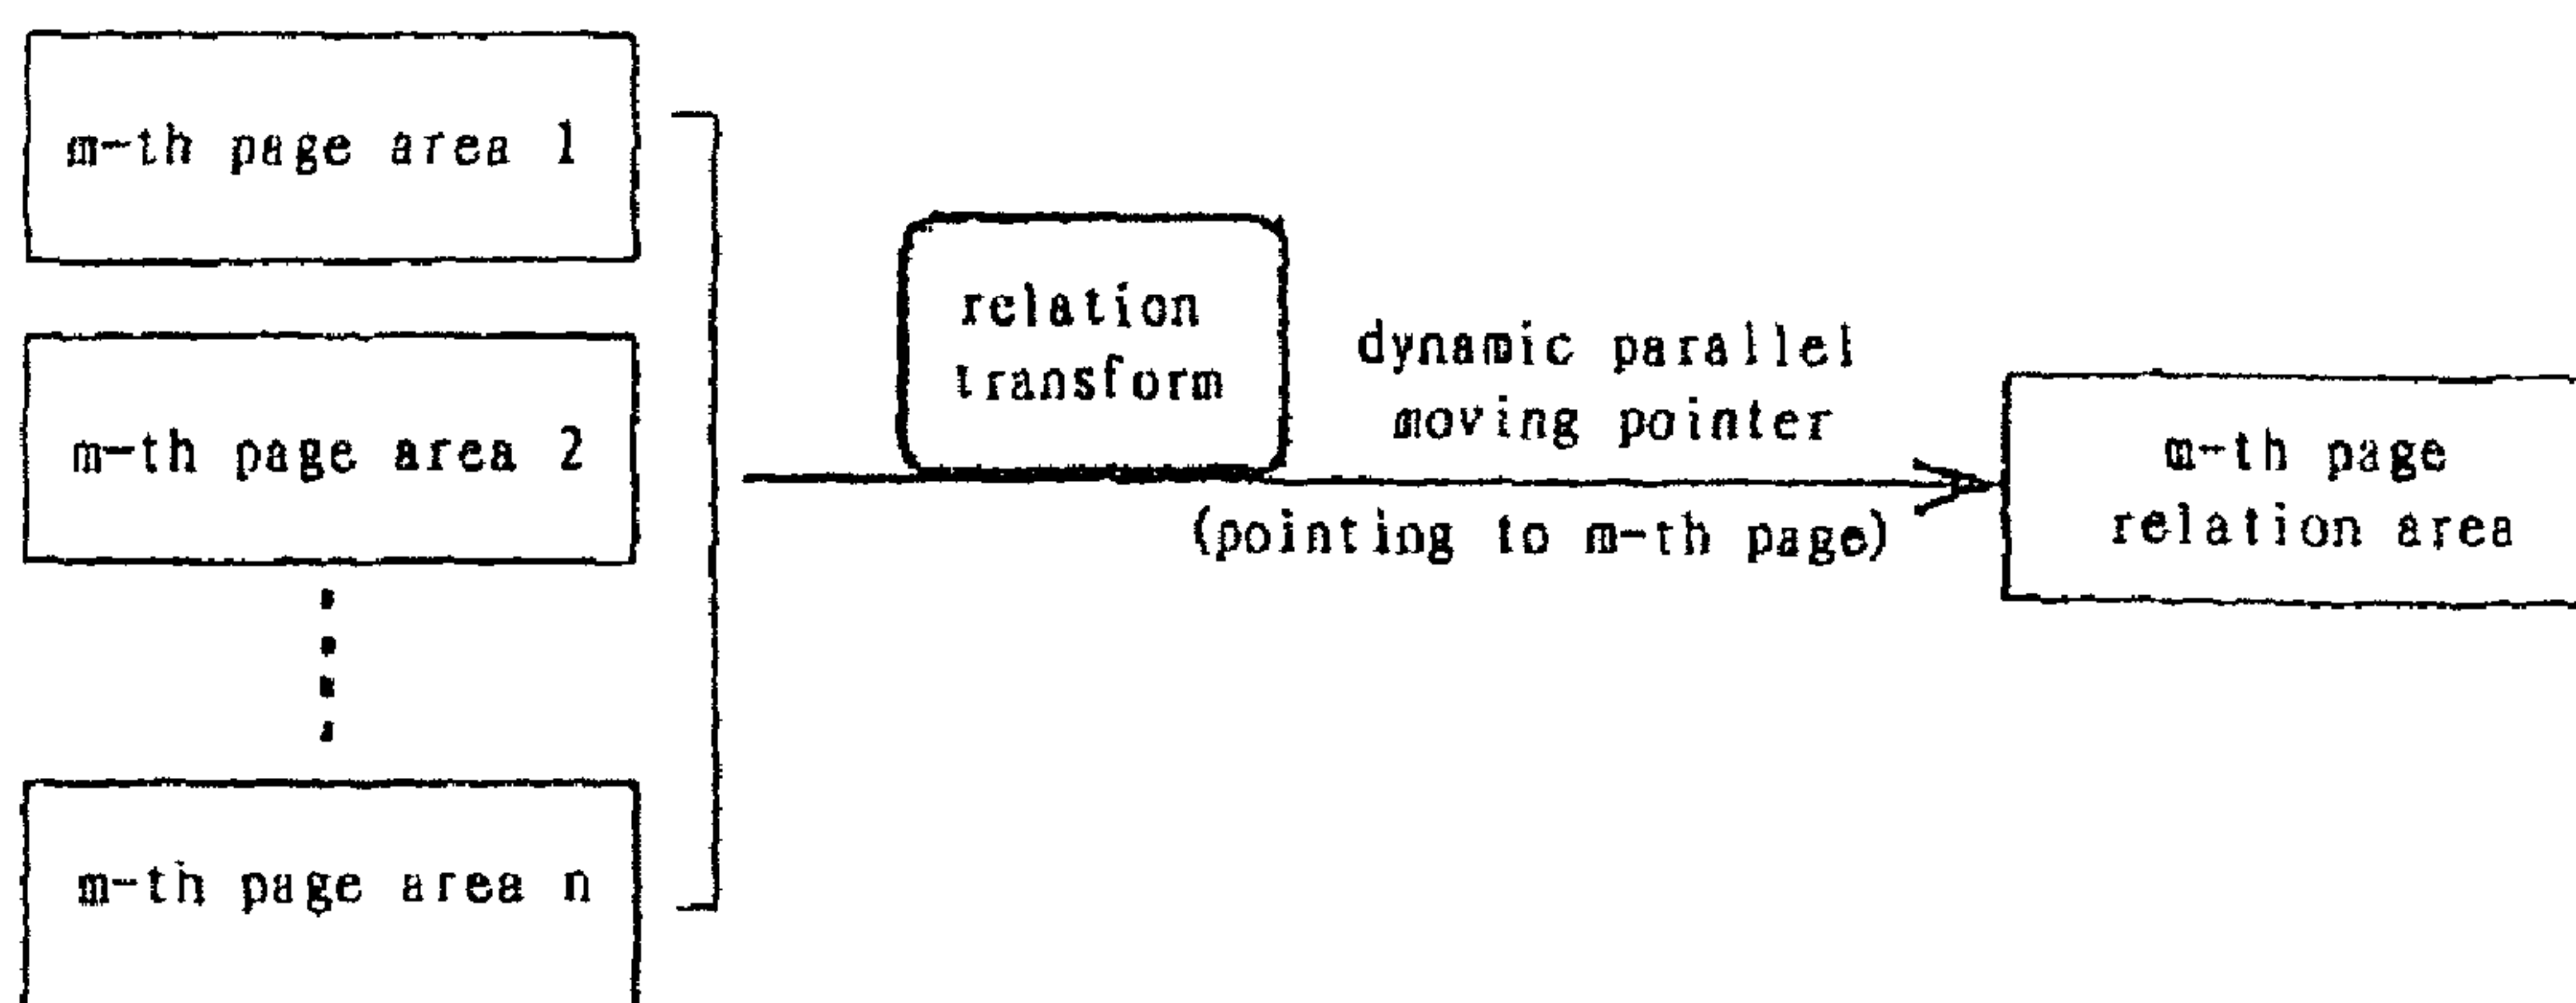 m-th page area 1
m-th page area 2
m-th page area n
relation
transform
dynamic parallel
moving pointer
(pointing to m-th page)
m-th page
relation area